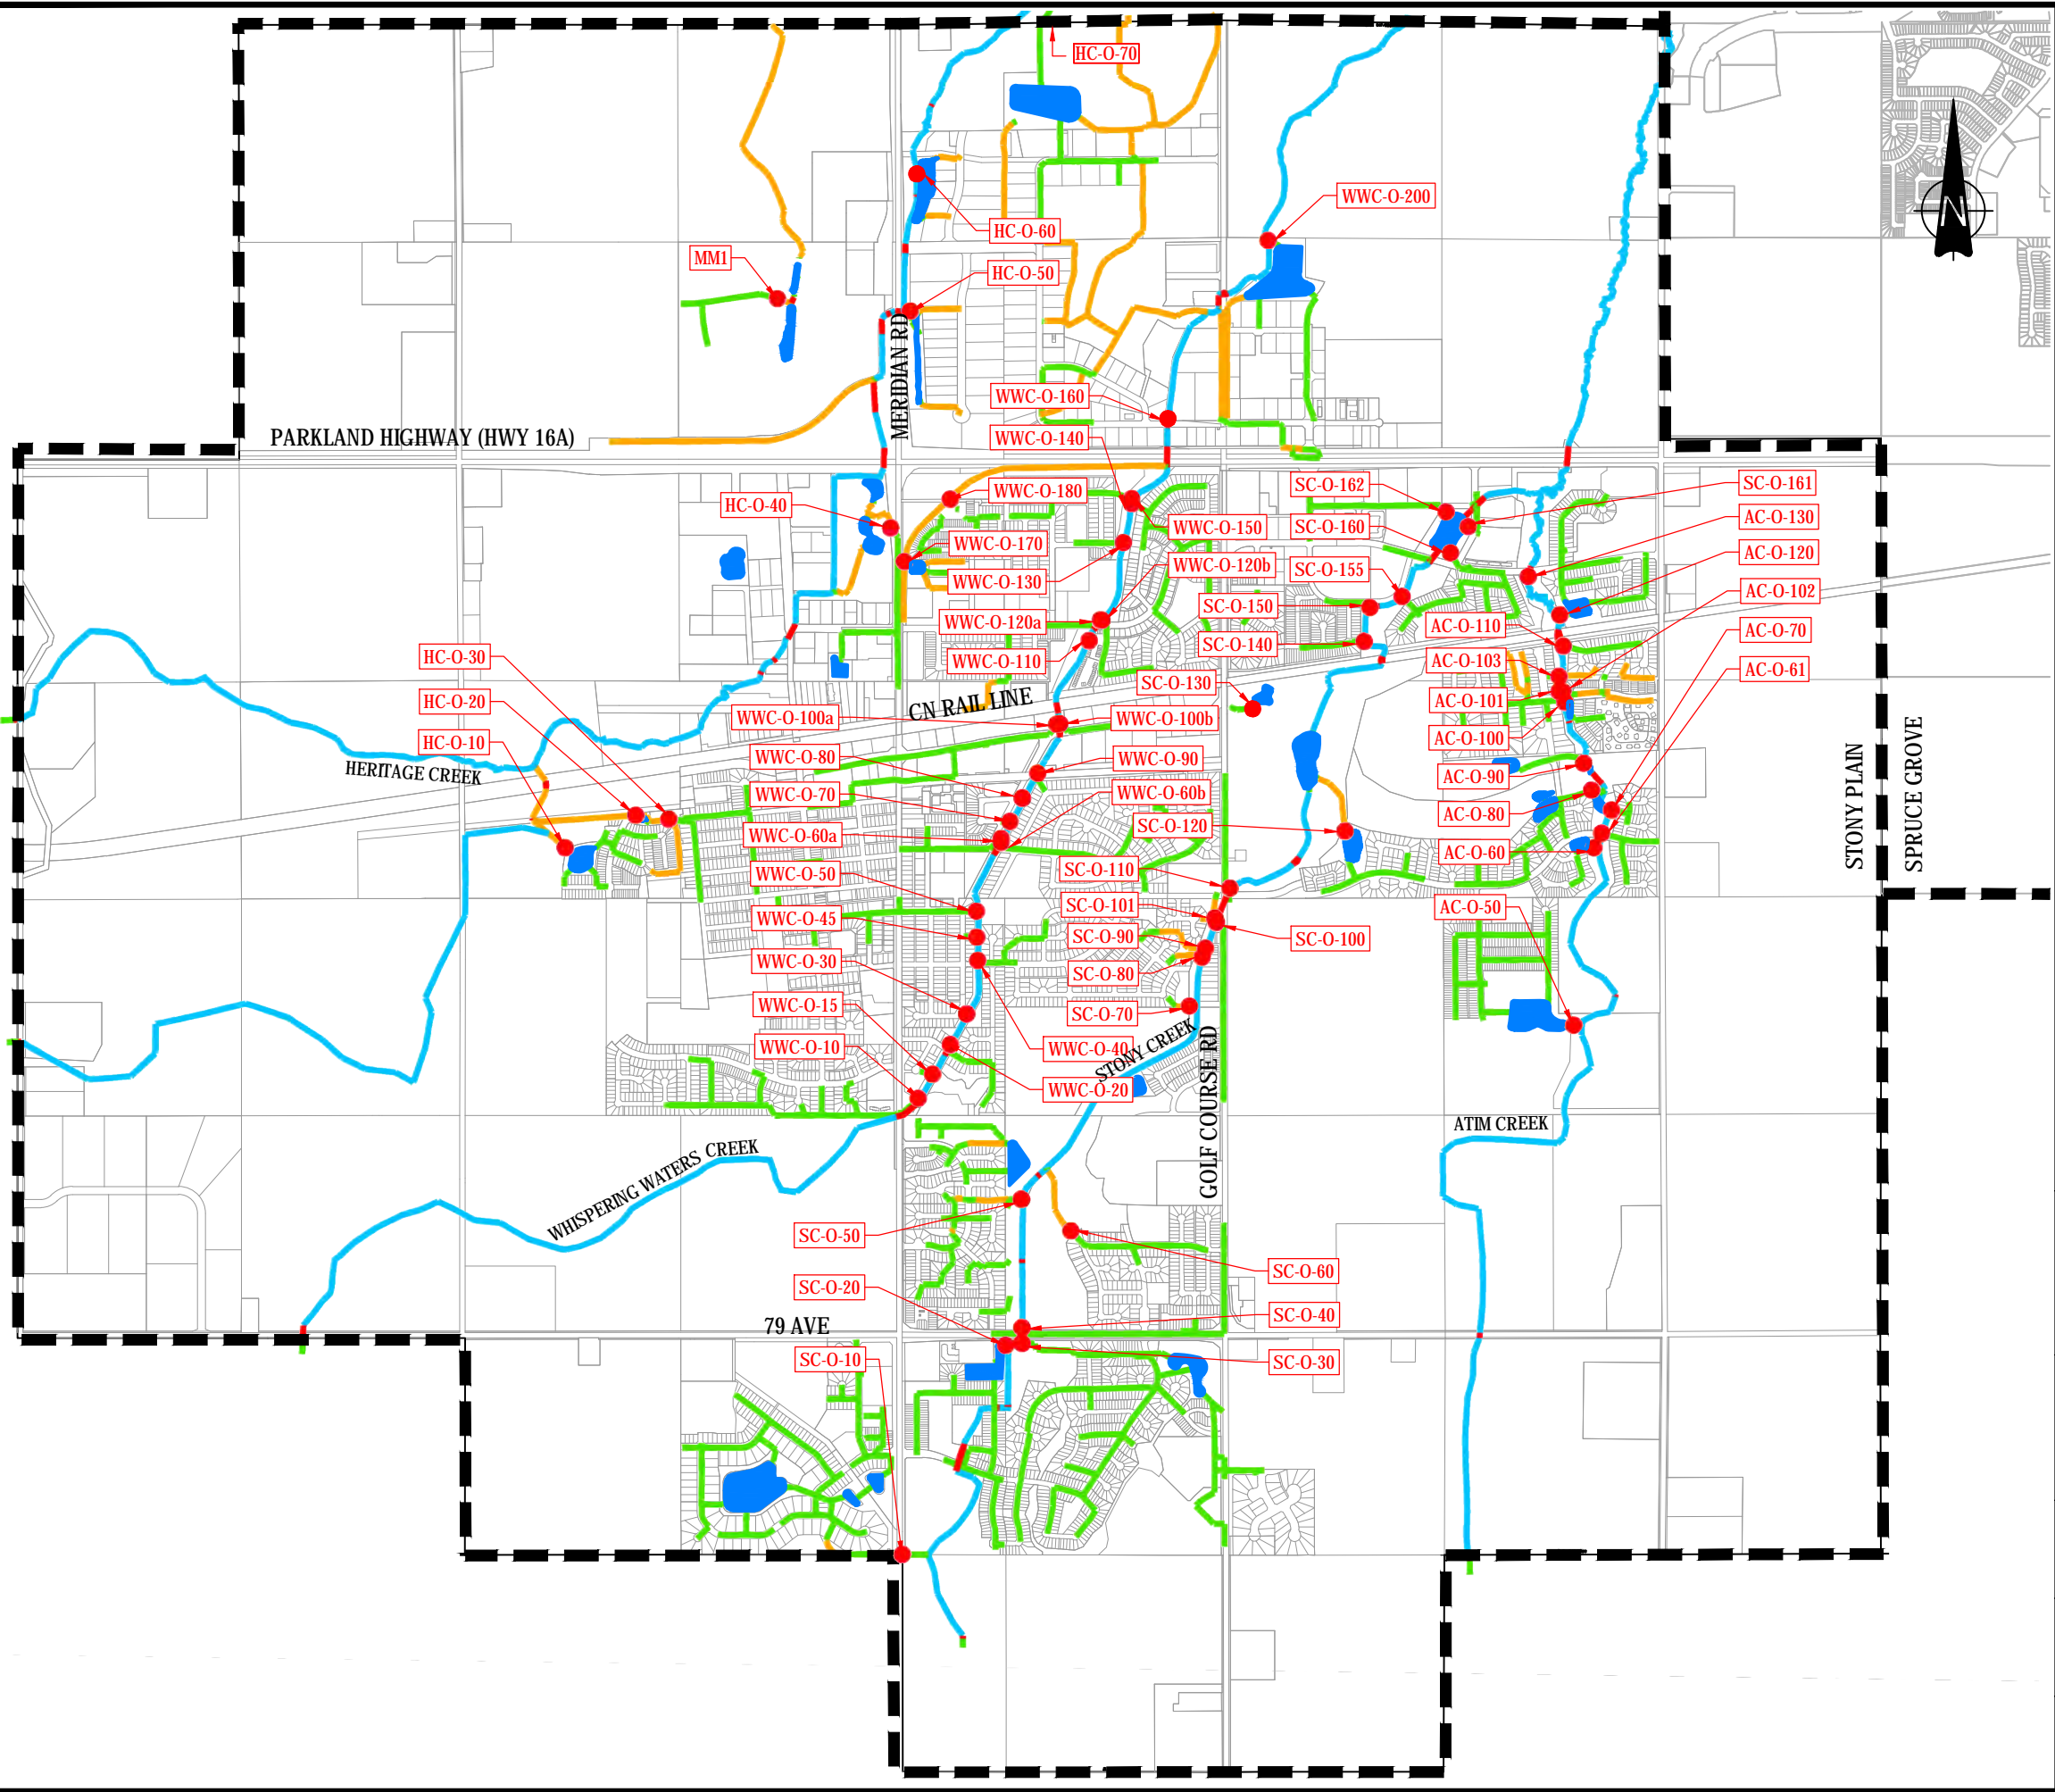 HC-O-70
WWC-O-200
HC-O-60
MM1
HC-O-50
MERIDIAN RD
N
WWC-O-160
PARKLAND HIGHWAY (HWY 16A)
WWC-O-140
SC-O-162
SC-O-161
WWC-O-180
HC-O-40
AC-O-130
SC-O-160
WWC-O-150
WWC-O-170
AC-O-120
WWC-O-120b
SC-O-155
WWC-O-130
AC-O-102
SC-O-150
WWC-O-120a
AC-O-110
AC-O-70
SC-O-140
HC-O-30
WWC-O-110
AC-O-103
AC-O-61
SC-O-130
HC-O-20
AC-O-101
CN RAIL LINE
WWC-O-100a
WWC-O-100b
AC-O-100
HC-O-10
WWC-O-80
WWC-O-90
HERITAGE CREEK
AC-O-90
STONY PLAIN
SPRUCE GROVE
WWC-O-70
WWC-O-60b
AC-O-80
SC-O-120
WWC-O-60a
AC-O-60
SC-O-110
WWC-O-50
SC-O-101
AC-O-50
WWC-O-45
SC-O-90
SC-O-100
WWC-O-30
SC-O-80
WWC-O-15
SC-O-70
WWC-O-10
WWC-O-40
STONY CREEK
GOLF COURSE RD
WWC-O-20
ATIM CREEK
WHISPERING WATERS CREEK
SC-O-50
SC-O-60
SC-O-20
SC-O-40
79 AVE
SC-O-10
SC-O-30